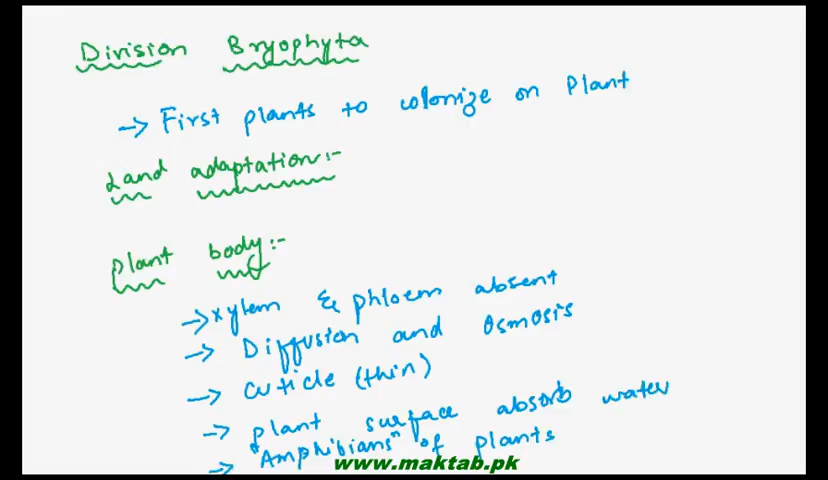 Division Bryophyta
→ First plants to colonize on Plant
Land adaptation:-
Plant body:-
→ xylem & phloem absent
→ Diffusion and Osmosis
→ cuticle (thin)
→ plant surface absorb water
→ "Amphibians" of plants
www.maktab.pk